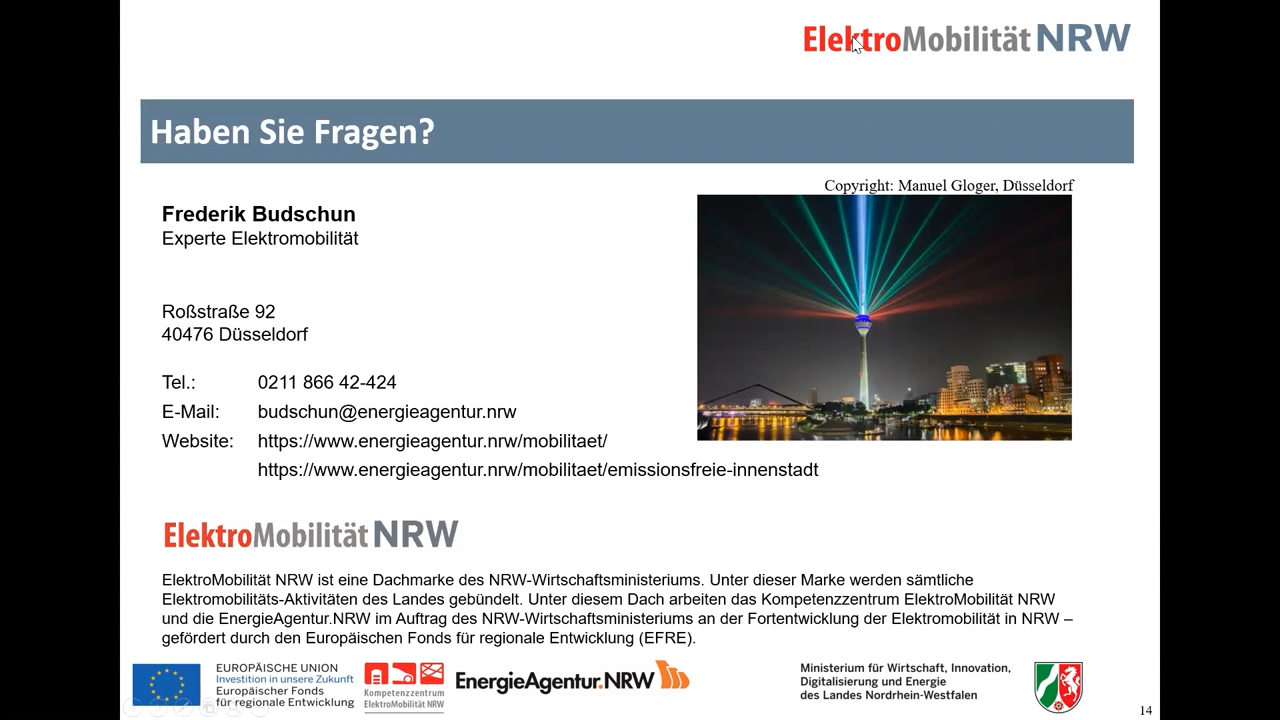 ElektroMobilität NRW
Haben Sie Fragen?
Copyright: Manuel Gloger, Düsseldorf
Frederik Budschun
Experte Elektromobilität
Roßstraße 92
40476 Düsseldorf
Tel.: 0211 866 42-424
E-Mail: budschun@energieagentur.nrw
Website: https://www.energieagentur.nrw/mobilitaet/
https://www.energieagentur.nrw/mobilitaet/emissionsfreie-innenstadt
ElektroMobilität NRW
ElektroMobilität NRW ist eine Dachmarke des NRW-Wirtschaftsministeriums. Unter dieser Marke werden sämtliche
Elektromobilitäts-Aktivitäten des Landes gebündelt. Unter diesem Dach arbeiten das Kompetenzzentrum ElektroMobilität NRW
und die EnergieAgentur.NRW im Auftrag des NRW-Wirtschaftsministeriums an der Fortentwicklung der Elektromobilität in NRW –
gefördert durch den Europäischen Fonds für regionale Entwicklung (EFRE).
EUROPÄISCHE UNION
Investition in unsere Zukunft
Europäischer Fonds
für regionale Entwicklung
Kompetenzzentrum
ElektroMobilität NRW
EnergieAgentur.NRW
Ministerium für Wirtschaft, Innovation,
Digitalisierung und Energie
des Landes Nordrhein-Westfalen
14